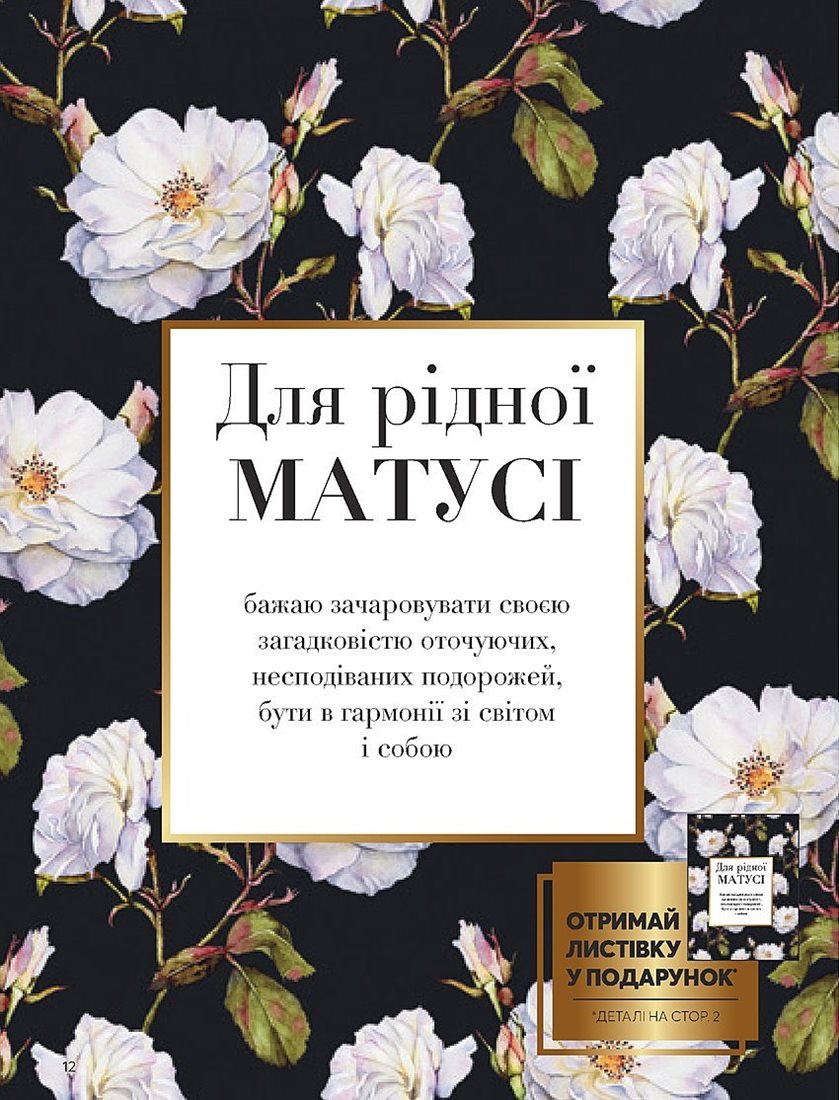 Для рідної
МАТУСІ
бажаю зачаровувати своєю
загадковістю оточуючих,
несподіваних подорожей,
бути в гармонії зі світом
і собою
Для рідної
МАТУСІ
ОТРИМАЙ
ЛИСТІВКУ
У ПОДАРУНОК*
*ДЕТАЛІ НА СТОР. 2
12